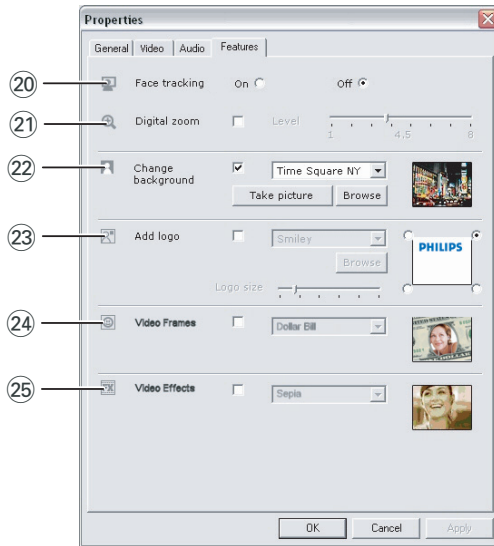 Properties
General Video Audio Features
20 Face tracking On Off
21 Digital zoom Level
1 4,5 8
22 Change background Time Square NY
Take picture Browse
23 Add logo Smiley
PHILIPS
Browse
Logo size
24 Video Frames Dollar Bill
25 Video Effects Sepia
OK Cancel Apply